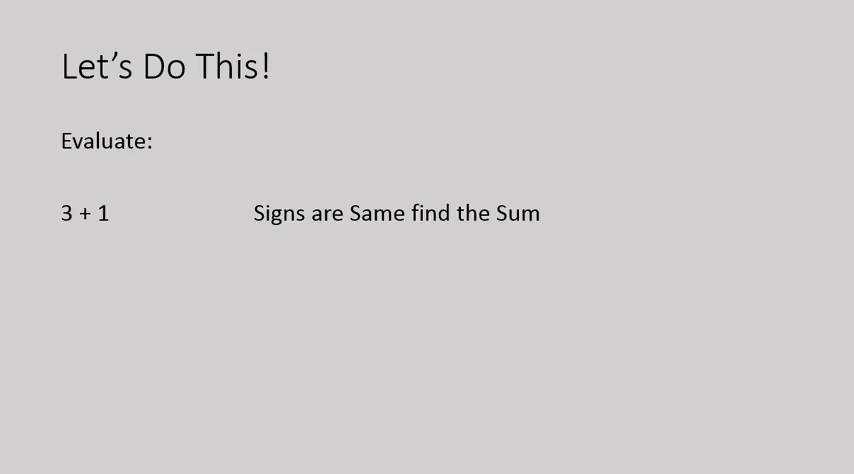 Let’s Do This!
Evaluate:
3 + 1 Signs are Same find the Sum